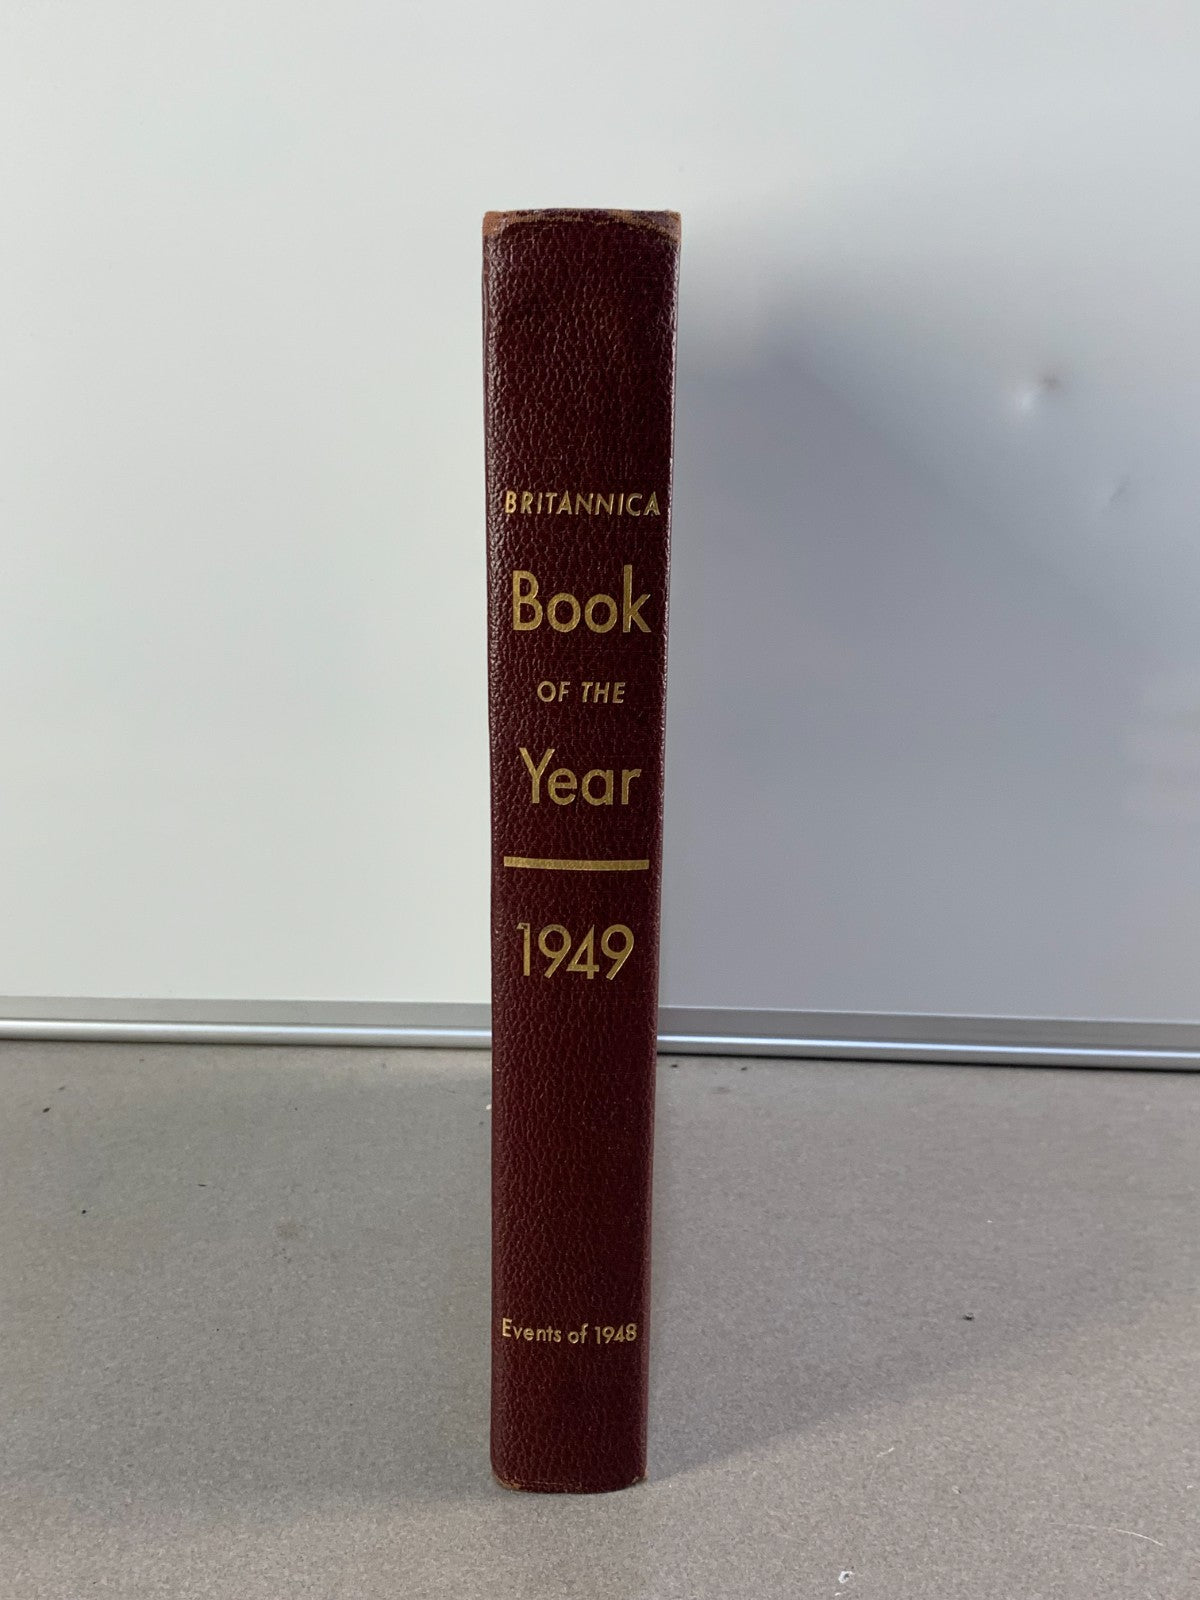 BRITANNICA
Book
OF THE
Year
1949
Events of 1948